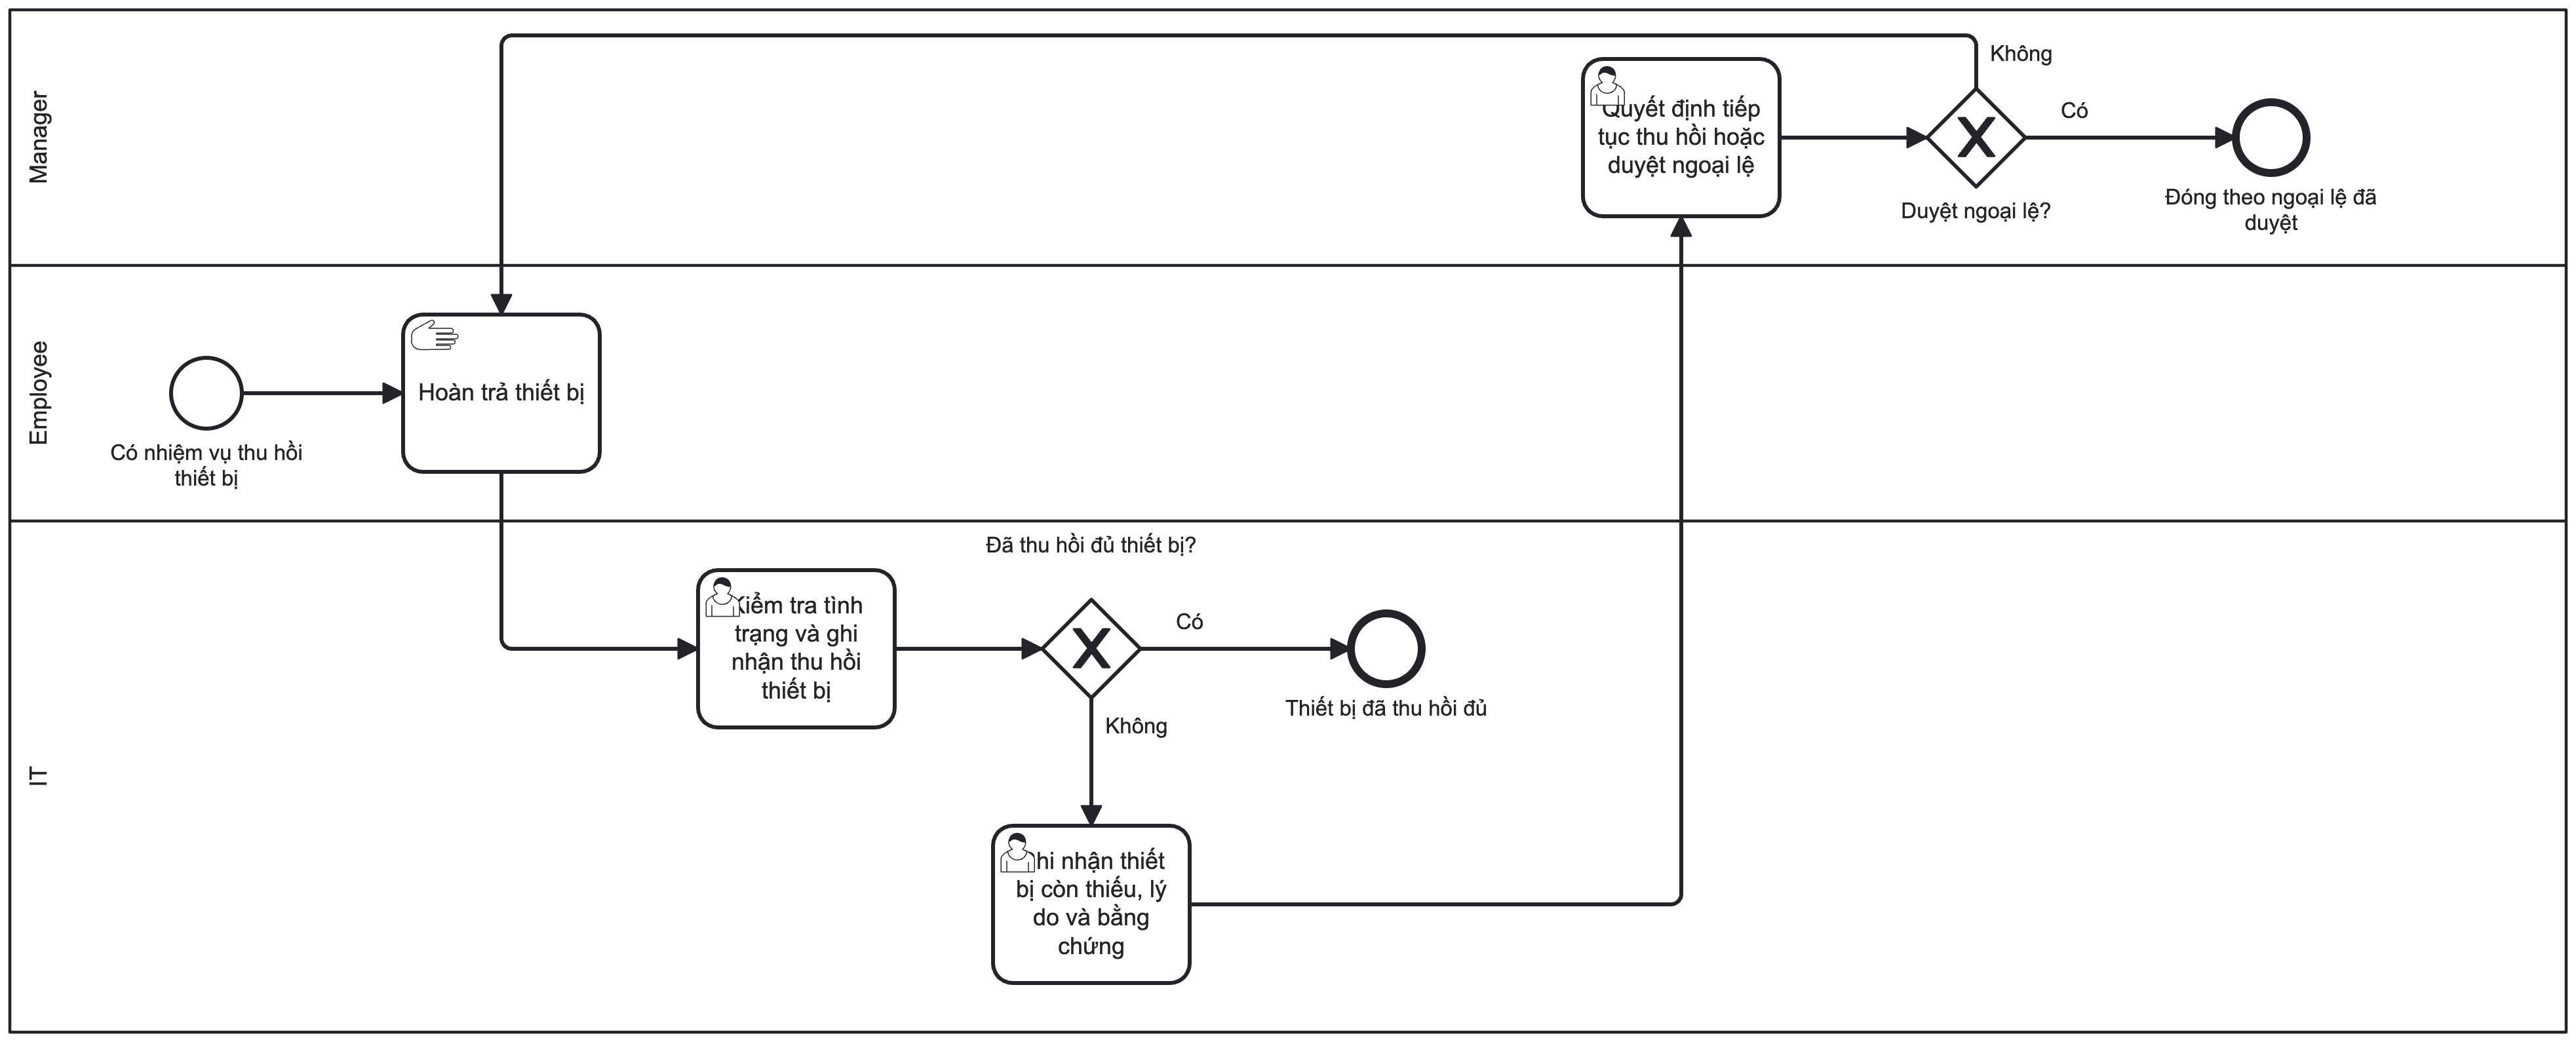 Manager
Không
Quyết định tiếp
tục thu hồi hoặc
duyệt ngoại lệ
Có
Duyệt ngoại lệ?
Đóng theo ngoại lệ đã
duyệt
Employee
Hoàn trả thiết bị
Có nhiệm vụ thu hồi
thiết bị
IT
Đã thu hồi đủ thiết bị?
Kiểm tra tình
trạng và ghi
nhận thu hồi
thiết bị
Có
Thiết bị đã thu hồi đủ
Không
Ghi nhận thiết
bị còn thiếu, lý
do và bằng
chứng